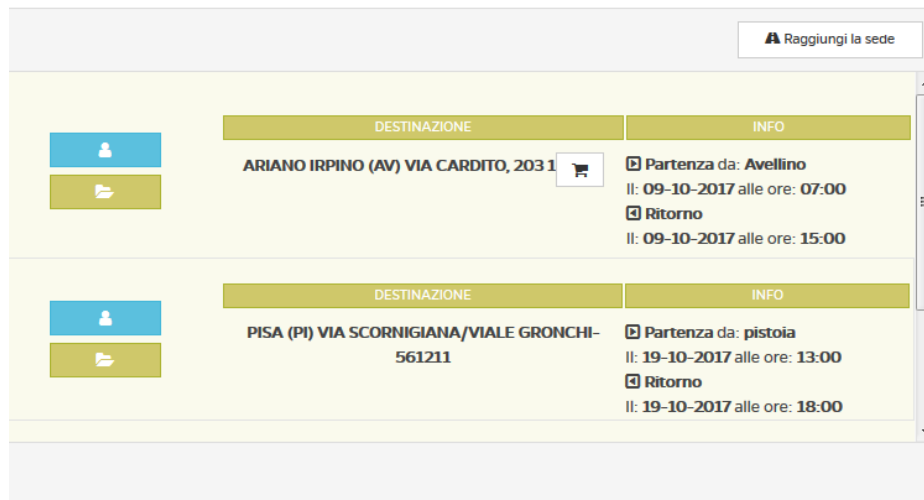 Raggiungi la sede
DESTINAZIONE
INFO
ARIANO IRPINO (AV) VIA CARDITO, 203 1
Partenza da: Avellino
Il: 09-10-2017 alle ore: 07:00
Ritorno
Il: 09-10-2017 alle ore: 15:00
DESTINAZIONE
INFO
PISA (PI) VIA SCORNIGIANA/VIALE GRONCHI-
561211
Partenza da: pistoia
Il: 19-10-2017 alle ore: 13:00
Ritorno
Il: 19-10-2017 alle ore: 18:00